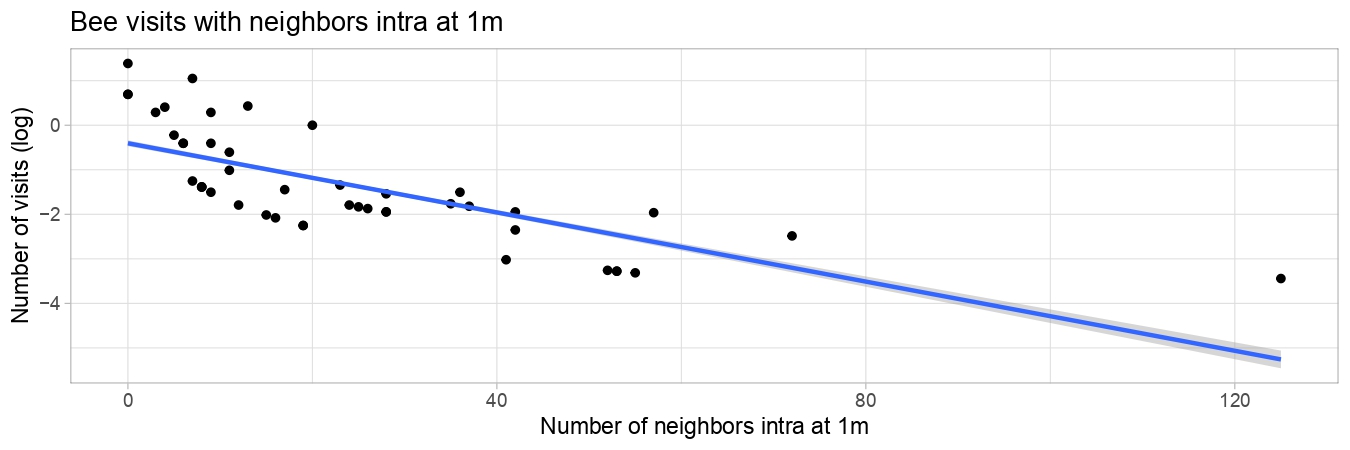 Bee visits with neighbors intra at 1m
Number of visits (log)
0
−2
−4
0 40 80 120
Number of neighbors intra at 1m